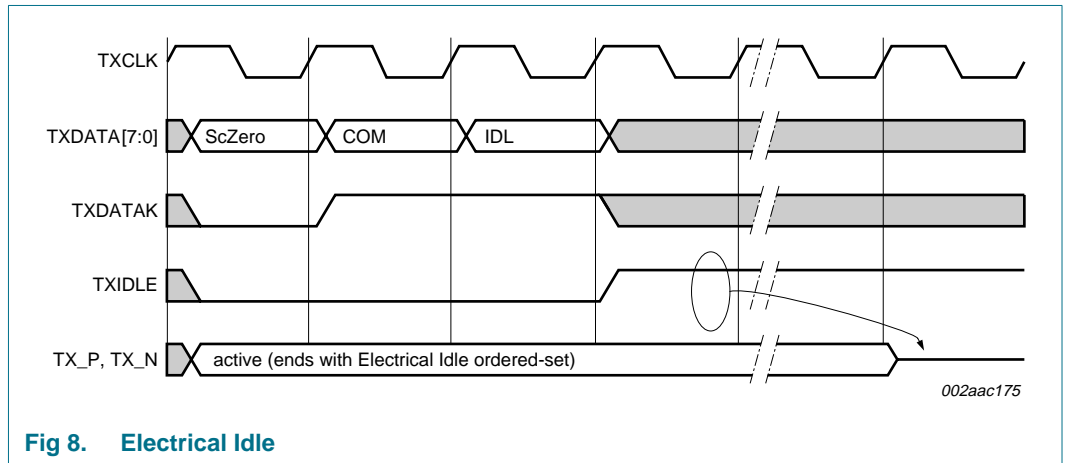 TXCLK
TXDATA[7:0]
ScZero
COM
IDL
TXDATAK
TXIDLE
TX_P, TX_N
active (ends with Electrical Idle ordered-set)
002aac175
Fig 8. Electrical Idle